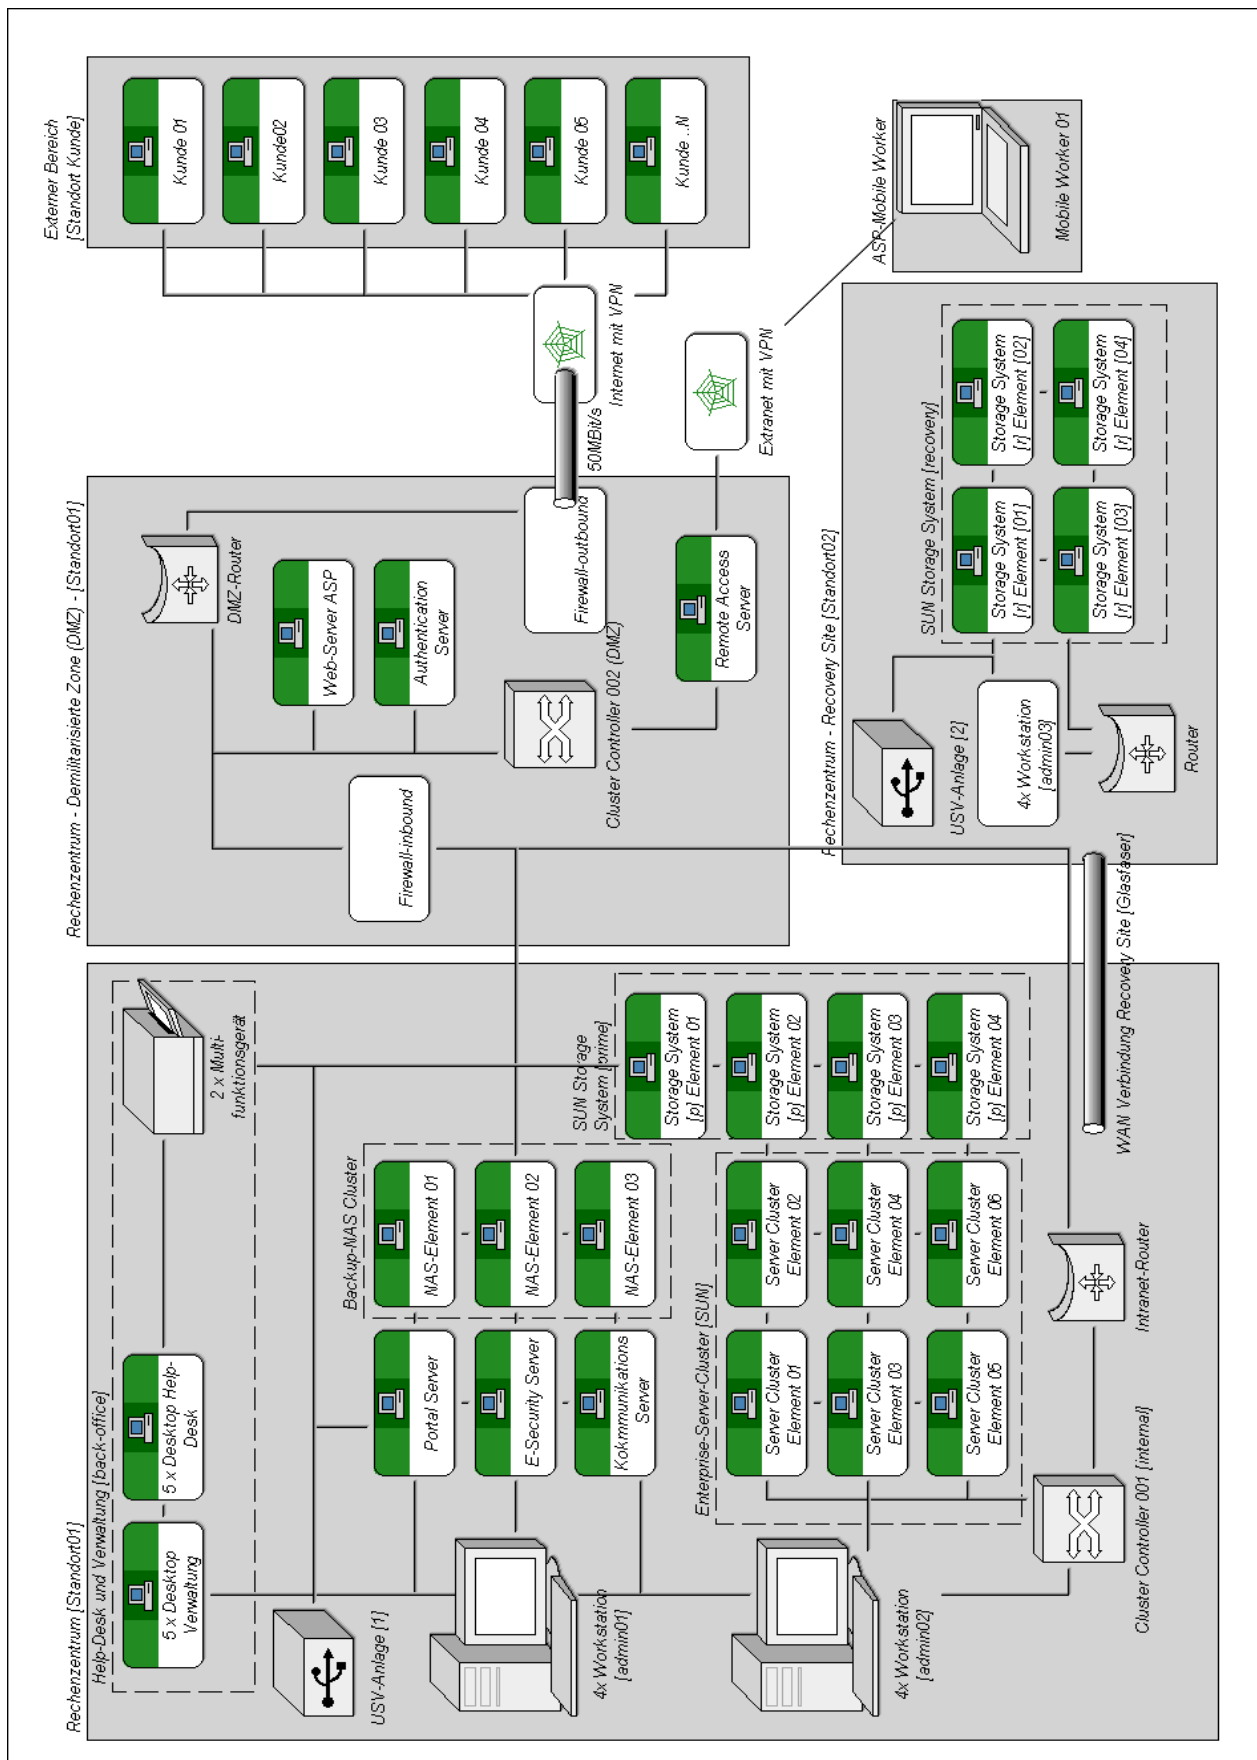 Rechenzentrum [Standort01]
Help-Desk und Verwaltung [back-office]
5 x Desktop
Verwaltung
5 x Desktop Help-
Desk
2 x Multi-
funktionsgerät
USV-Anlage [1]
4x Workstation
[admin01]
Portal Server
E-Security Server
Kokmmunikations
Server
Backup-NAS Cluster
NAS-Element 01
NAS-Element 02
NAS-Element 03
SUN Storage
System [prime]
Storage System
[p] Element 01
Storage System
[p] Element 02
Storage System
[p] Element 03
Storage System
[p] Element 04
Enterprise-Server-Cluster [SUN]
Server Cluster
Element 01
Server Cluster
Element 02
Server Cluster
Element 03
Server Cluster
Element 04
Server Cluster
Element 05
Server Cluster
Element 06
4x Workstation
[admin02]
Cluster Controller 001 [internal]
Intranet-Router
WAN Verbindung Recovery Site [Glasfaser]
Rechenzentrum - Demilitarisierte Zone (DMZ) - [Standort01]
DMZ-Router
Web-Server ASP
Authentication
Server
Firewall-inbound
Firewall-outbound
Cluster Controller 002 (DMZ)
Remote Access
Server
50MBit/s
Internet mit VPN
Extranet mit VPN
Externer Bereich
[Standort Kunde]
Kunde 01
Kunde02
Kunde 03
Kunde 04
Kunde 05
Kunde ..N
ASP-Mobile Worker
Mobile Worker 01
Rechenzentrum - Recovery Site [Standort02]
USV-Anlage [2]
4x Workstation
[admin03]
Router
SUN Storage System [recovery]
Storage System
[r] Element [01]
Storage System
[r] Element [02]
Storage System
[r] Element [03]
Storage System
[r] Element [04]